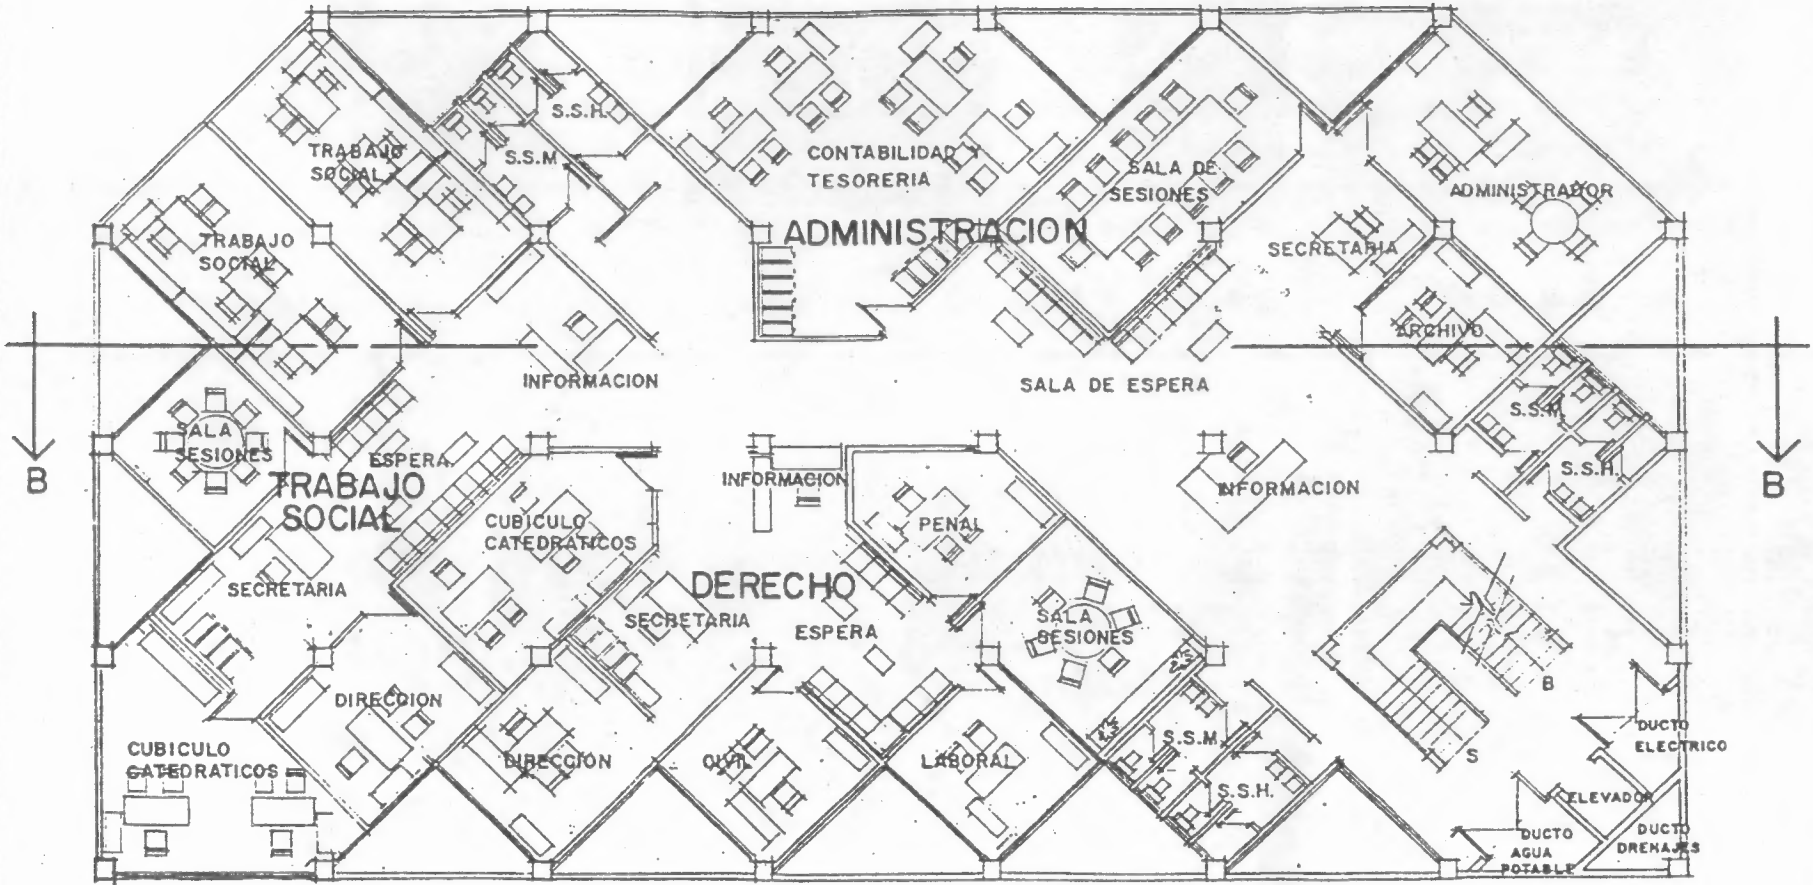 S.S.H.
S.S.M
TRABAJO
SOCIAL
CONTABILIDAD Y
TESORERIA
SALA DE
SESIONES
ADMINISTRADOR
TRABAJO
SOCIAL
ADMINISTRACION
SECRETARIA
ARCHIVO
INFORMACION
SALA DE ESPERA
S.S.M.
S.S.H.
B
B
SALA
SESIONES
ESPERA
TRABAJO
SOCIAL
INFORMACION
INFORMACION
CUBICULO
CATEDRATICOS
PENAL
SECRETARIA
DERECHO
SECRETARIA
ESPERA
SALA
SESIONES
B
S
DIRECCION
CUBICULO
CATEDRATICOS
DIRECCION
CIVIL
LABORAL
S.S.M.
S.S.H.
DUCTO
ELECTRICO
ELEVADOR
DUCTO
AGUA
POTABLE
DUCTO
DRENAJES